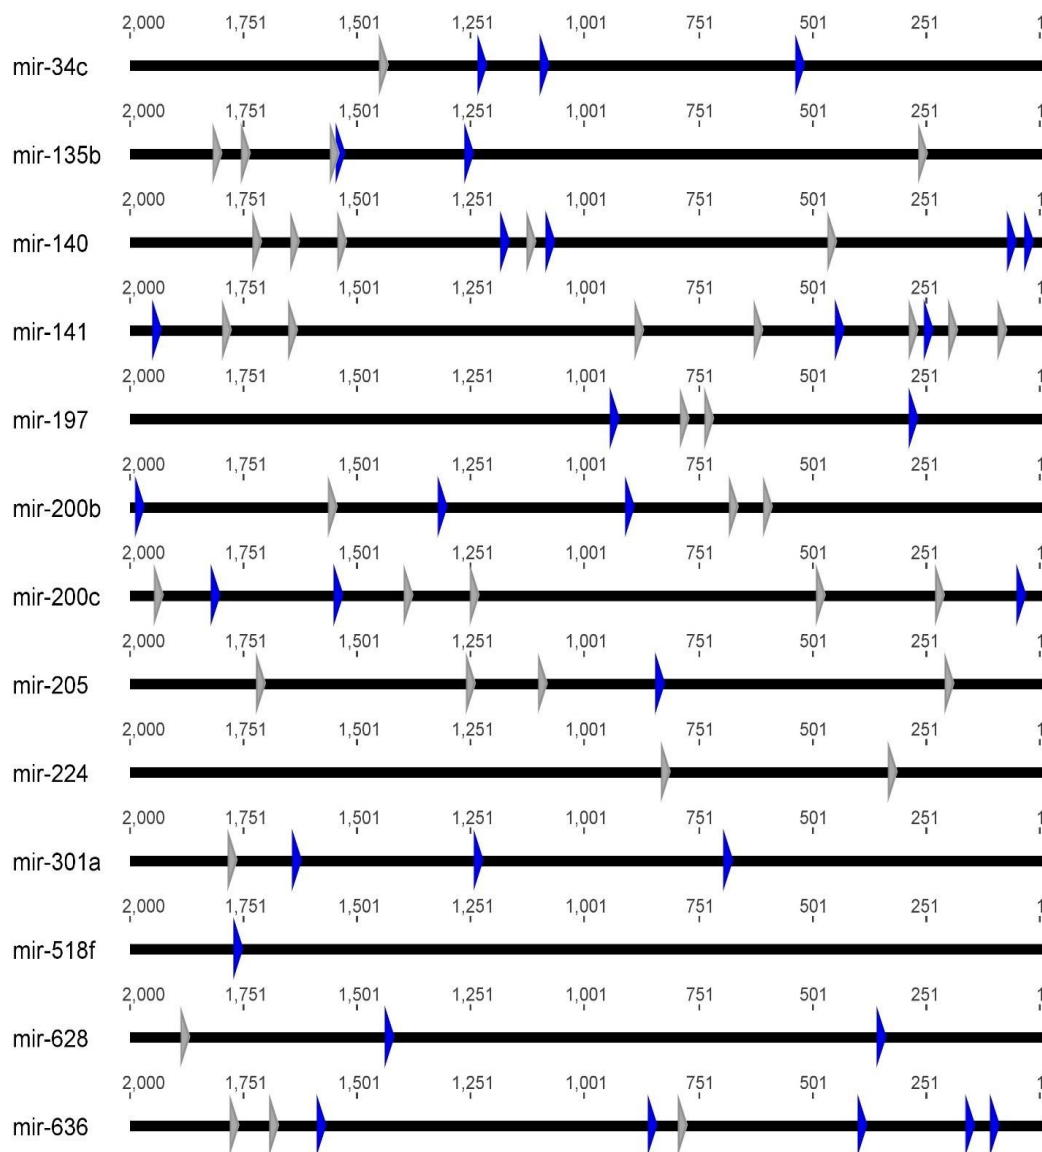 2,000 1,751 1,501 1,251 1,001 751 501 251 1
mir-34c
2,000 1,751 1,501 1,251 1,001 751 501 251 1
mir-135b
2,000 1,751 1,501 1,251 1,001 751 501 251 1
mir-140
2,000 1,751 1,501 1,251 1,001 751 501 251 1
mir-141
2,000 1,751 1,501 1,251 1,001 751 501 251 1
mir-197
2,000 1,751 1,501 1,251 1,001 751 501 251 1
mir-200b
2,000 1,751 1,501 1,251 1,001 751 501 251 1
mir-200c
2,000 1,751 1,501 1,251 1,001 751 501 251 1
mir-205
2,000 1,751 1,501 1,251 1,001 751 501 251 1
mir-224
2,000 1,751 1,501 1,251 1,001 751 501 251 1
mir-301a
2,000 1,751 1,501 1,251 1,001 751 501 251 1
mir-518f
2,000 1,751 1,501 1,251 1,001 751 501 251 1
mir-628
2,000 1,751 1,501 1,251 1,001 751 501 251 1
mir-636